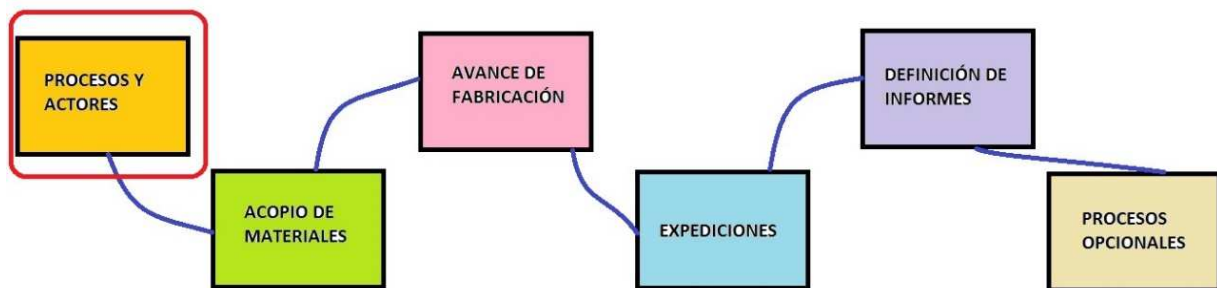 PROCESOS Y
ACTORES
ACOPIO DE
MATERIALES
AVANCE DE
FABRICACIÓN
EXPEDICIONES
DEFINICIÓN DE
INFORMES
PROCESOS
OPCIONALES